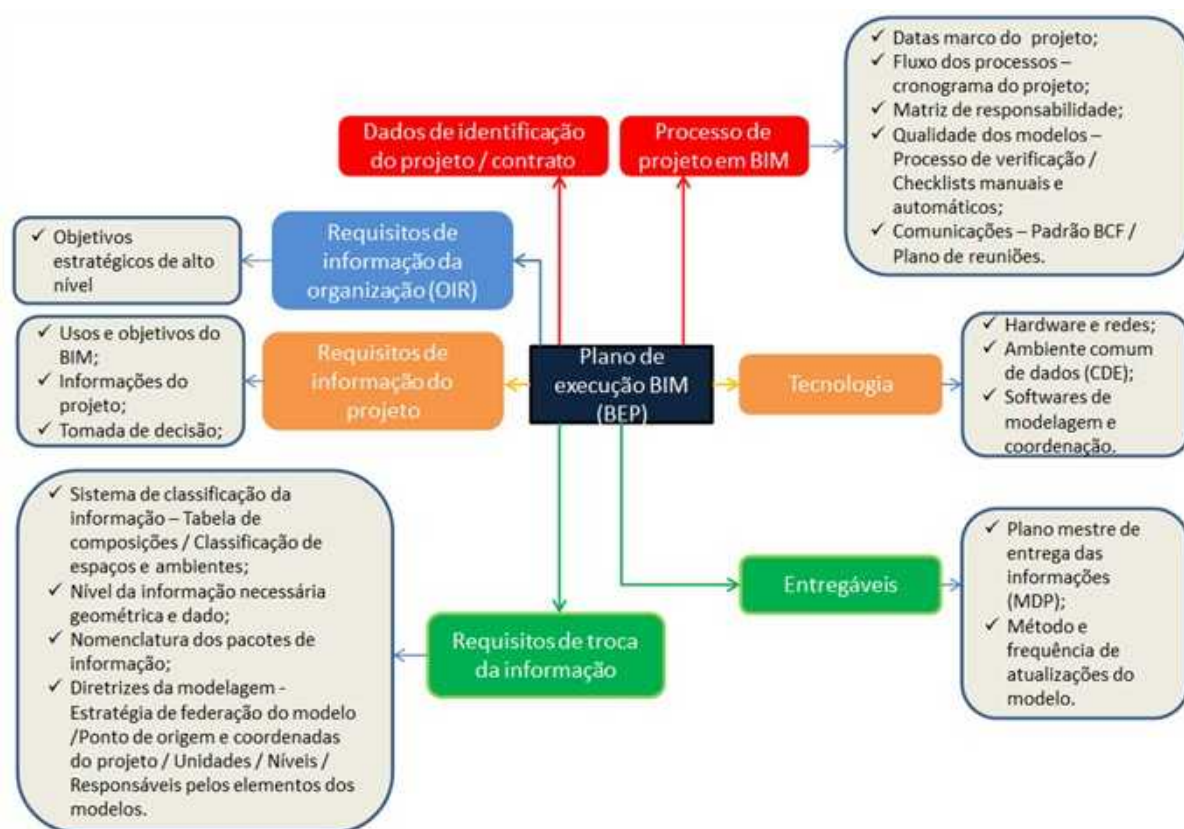 Dados de identificação
do projeto / contrato
Processo de
projeto em BIM
✓ Datas marco do projeto;
✓ Fluxo dos processos –
cronograma do projeto;
✓ Matriz de responsabilidade;
✓ Qualidade dos modelos –
Processo de verificação /
Checklists manuais e
automáticos;
✓ Comunicações – Padrão BCF /
Plano de reuniões.
✓ Objetivos
estratégicos de alto
nível
Requisitos de
informação da
organização (OIR)
✓ Usos e objetivos do
BIM;
✓ Informações do
projeto;
✓ Tomada de decisão;
Requisitos de
informação do
projeto
Plano de
execução BIM
(BEP)
Tecnologia
✓ Hardware e redes;
✓ Ambiente comum
de dados (CDE);
✓ Softwares de
modelagem e
coordenação.
✓ Sistema de classificação da
informação – Tabela de
composições / Classificação de
espaços e ambientes;
✓ Nível da informação necessária
geométrica e dado;
✓ Nomenclatura dos pacotes de
informação;
✓ Diretrizes da modelagem -
Estratégia de federação do modelo
/Ponto de origem e coordenadas
do projeto / Unidades / Níveis /
Responsáveis pelos elementos dos
modelos.
Requisitos de troca
da informação
Entregáveis
✓ Plano mestre de
entrega das
informações
(MDP);
✓ Método e
frequência de
atualizações do
modelo.